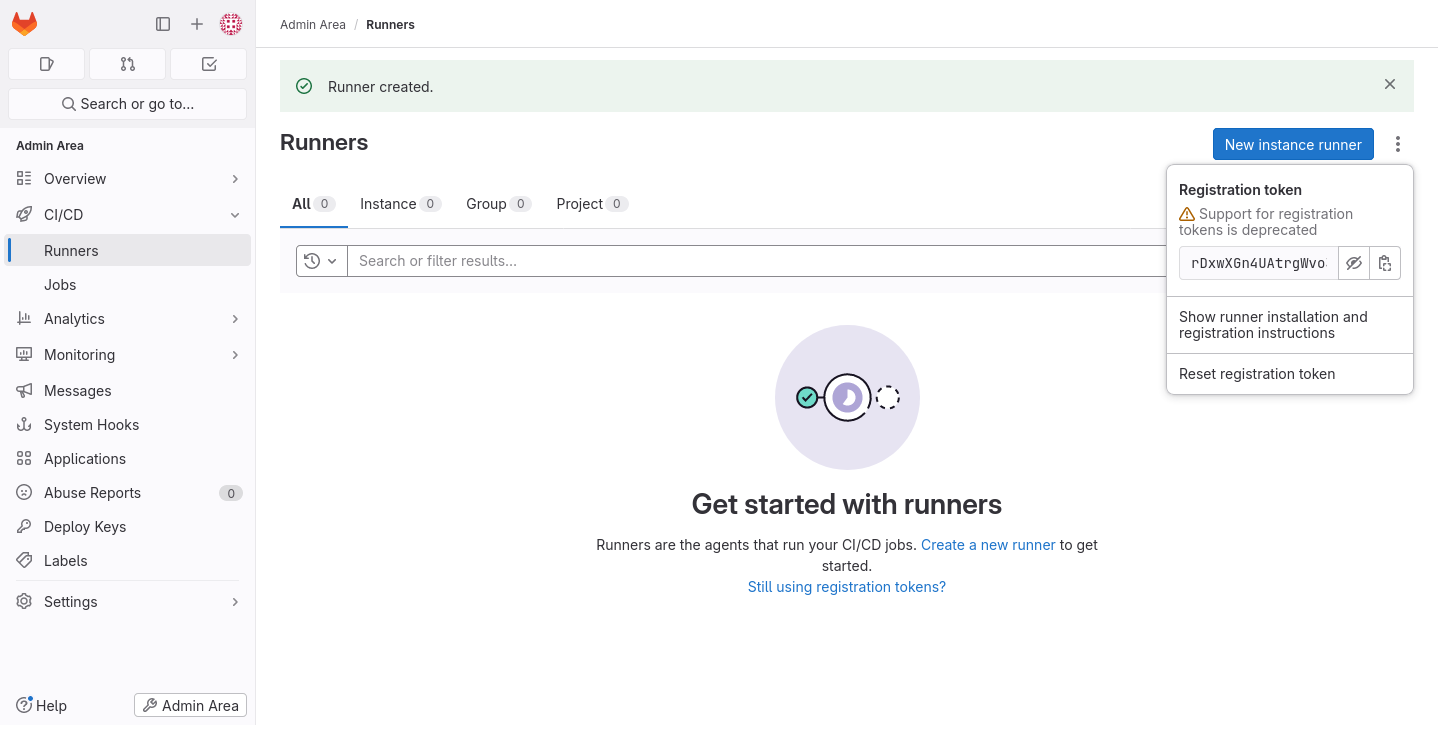 Admin Area / Runners
Search or go to...
Admin Area
Overview
CI/CD
Runners
Jobs
Analytics
Monitoring
Messages
System Hooks
Applications
Abuse Reports 0
Deploy Keys
Labels
Settings
Help
Admin Area
Runner created.
Runners
New instance runner
All 0 Instance 0 Group 0 Project 0
Search or filter results...
Registration token
Support for registration
tokens is deprecated
Show runner installation and
registration instructions
Reset registration token
Get started with runners
Runners are the agents that run your CI/CD jobs. Create a new runner to get
started.
Still using registration tokens?